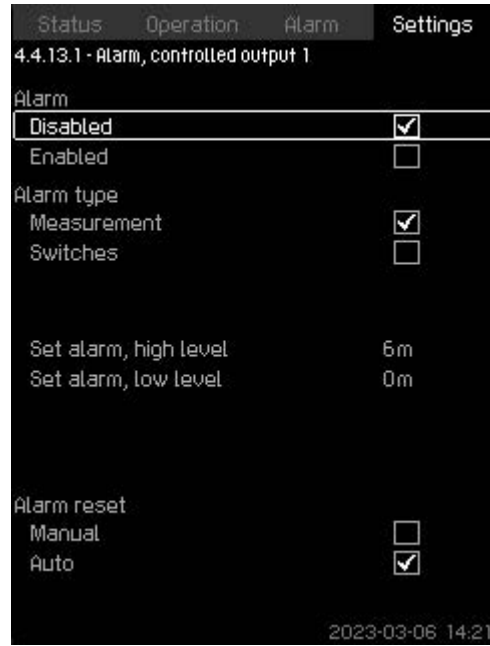 Status Operation Alarm Settings
4.4.13.1 - Alarm, controlled output 1
Alarm
Disabled
Enabled
Alarm type
Measurement
Switches
Set alarm, high level 6m
Set alarm, low level 0m
Alarm reset
Manual
Auto
2023-03-06 14:21